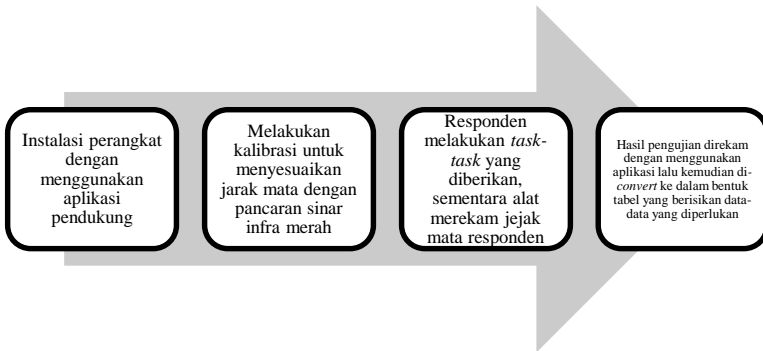 Instalasi perangkat
dengan
menggunakan
aplikasi
pendukung
Melakukan
kalibrasi untuk
menyesuaikan
jarak mata dengan
pancaran sinar
infra merah
Responden
melakukan task-
task yang
diberikan,
sementara alat
merekam jejak
mata responden
Hasil pengujian direkam
dengan menggunakan
aplikasi lalu kemudian di-
convert ke dalam bentuk
tabel yang berisikan data-
data yang diperlukan